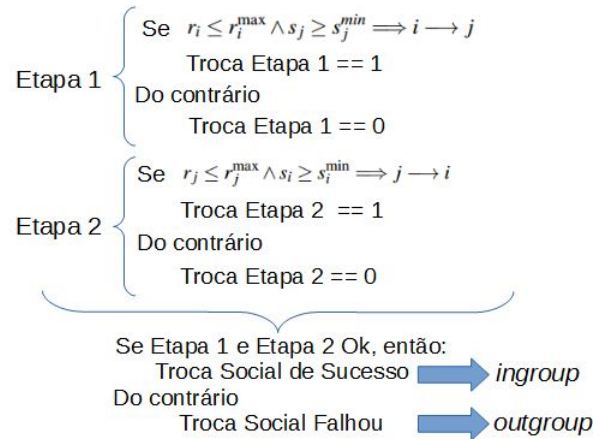 Se r_i ≤ r_i^max ∧ s_j ≥ s_j^min ⟹ i ⟶ j
Troca Etapa 1 == 1
Etapa 1
Do contrário
Troca Etapa 1 == 0
Se r_j ≤ r_j^max ∧ s_i ≥ s_i^min ⟹ j ⟶ i
Troca Etapa 2 == 1
Etapa 2
Do contrário
Troca Etapa 2 == 0
Se Etapa 1 e Etapa 2 Ok, então:
Troca Social de Sucesso ingroup
Do contrário
Troca Social Falhou outgroup